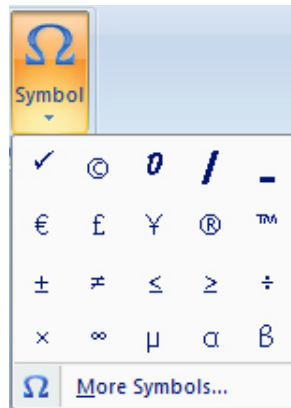 Ω
Symbol
✓ © 0 / -
€ £ ¥ ® ™
± ≠ ≤ ≥ ÷
× ∞ µ α β
Ω More Symbols...